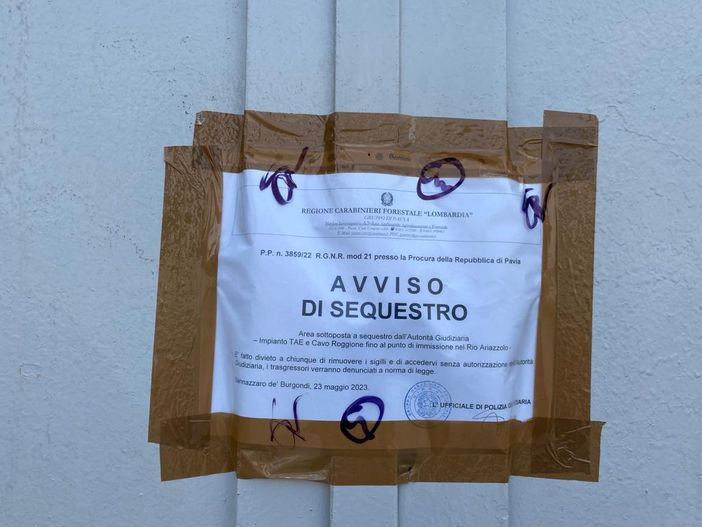 REGIONE CARABINIERI FORESTALE "LOMBARDIA"
GRUPPO DI PAVIA
P.P. n. 3859/22 R.G.N.R. mod 21 presso la Procura della Repubblica di Pavia
AVVISO
DI SEQUESTRO
Area sottoposta a sequestro dall'Autorità Giudiziaria
– Impianto TAE e Cavo Roggione fino al punto di immissione nel Rio Ariazzolo -
E' fatto divieto a chiunque di rimuovere i sigilli e di accedervi senza autorizzazione dell'Autorità
Giudiziaria, i trasgressori verranno denunciati a norma di legge.
Sannazzaro de' Burgondi, 23 maggio 2023.
L' UFFICIALE DI POLIZIA GIUDIZIARIA